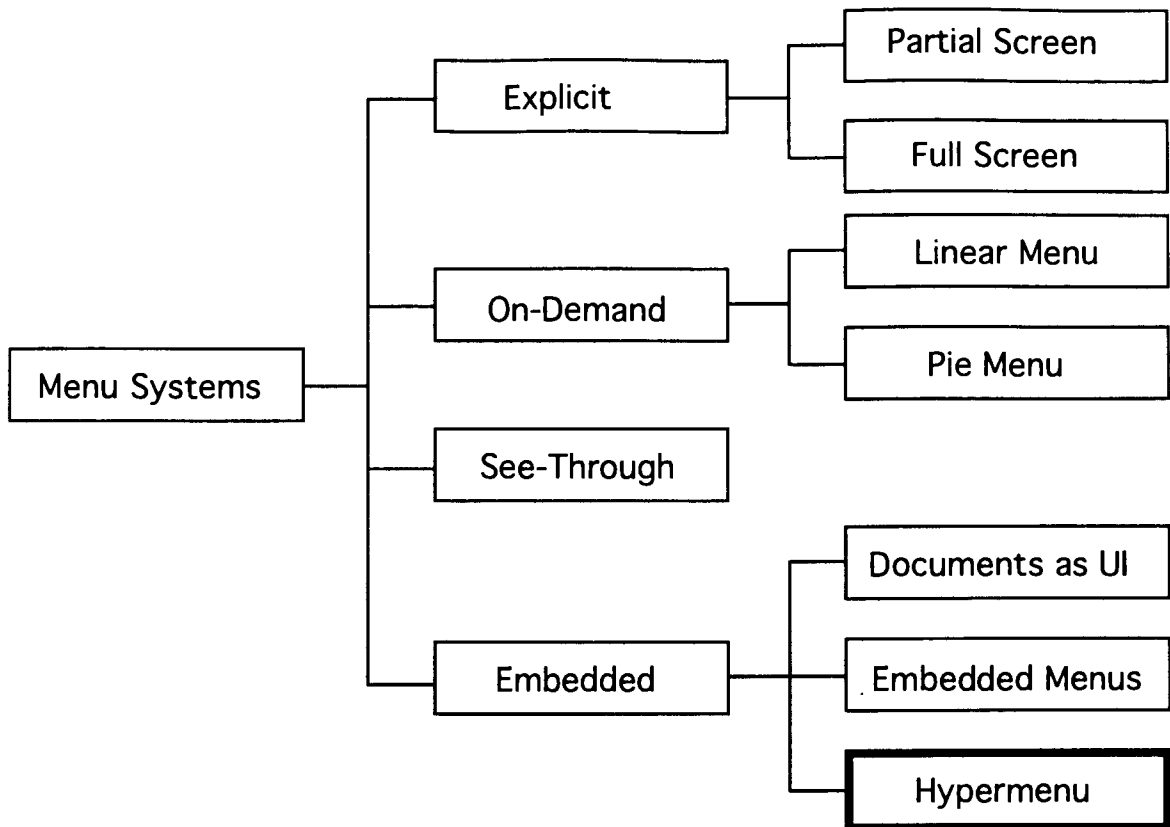 Menu Systems
Explicit
Partial Screen
Full Screen
On-Demand
Linear Menu
Pie Menu
See-Through
Embedded
Documents as UI
Embedded Menus
Hypermenu